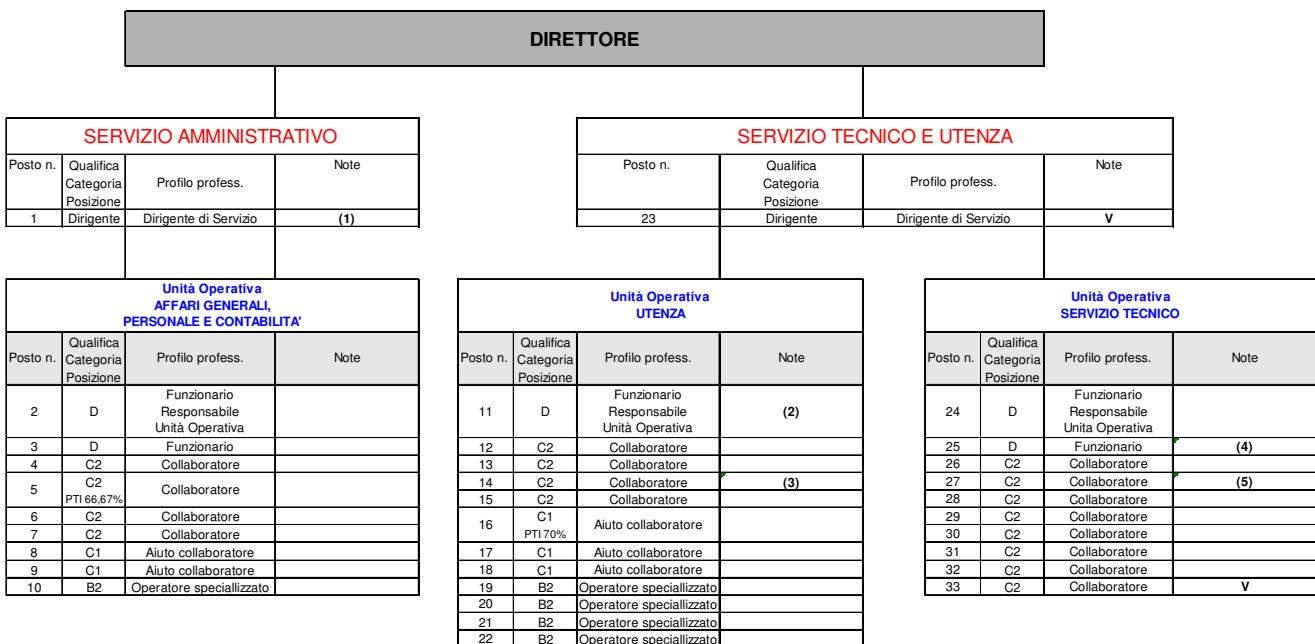 DIRETTORE
SERVIZIO AMMINISTRATIVO
Posto n. Qualifica Categoria Posizione Profilo profess. Note
1 Dirigente Dirigente di Servizio (1)
SERVIZIO TECNICO E UTENZA
Posto n. Qualifica Categoria Posizione Profilo profess. Note
23 Dirigente Dirigente di Servizio V
Unità Operativa
AFFARI GENERALI,
PERSONALE E CONTABILITA'
Posto n. Qualifica Categoria Posizione Profilo profess. Note
2 D Funzionario Responsabile Unità Operativa
3 D Funzionario
4 C2 Collaboratore
5 C2 PTI 66,67% Collaboratore
6 C2 Collaboratore
7 C2 Collaboratore
8 C1 Aiuto collaboratore
9 C1 Aiuto collaboratore
10 B2 Operatore speciallizzato
Unità Operativa
UTENZA
Posto n. Qualifica Categoria Posizione Profilo profess. Note
11 D Funzionario Responsabile Unità Operativa (2)
12 C2 Collaboratore
13 C2 Collaboratore
14 C2 Collaboratore (3)
15 C2 Collaboratore
16 C1 PTI 70% Aiuto collaboratore
17 C1 Aiuto collaboratore
18 C1 Aiuto collaboratore
19 B2 Operatore speciallizzato
20 B2 Operatore speciallizzato
21 B2 Operatore speciallizzato
22 B2 Operatore speciallizzato
Unità Operativa
SERVIZIO TECNICO
Posto n. Qualifica Categoria Posizione Profilo profess. Note
24 D Funzionario Responsabile Unita Operativa
25 D Funzionario (4)
26 C2 Collaboratore
27 C2 Collaboratore (5)
28 C2 Collaboratore
29 C2 Collaboratore
30 C2 Collaboratore
31 C2 Collaboratore
32 C2 Collaboratore
33 C2 Collaboratore V